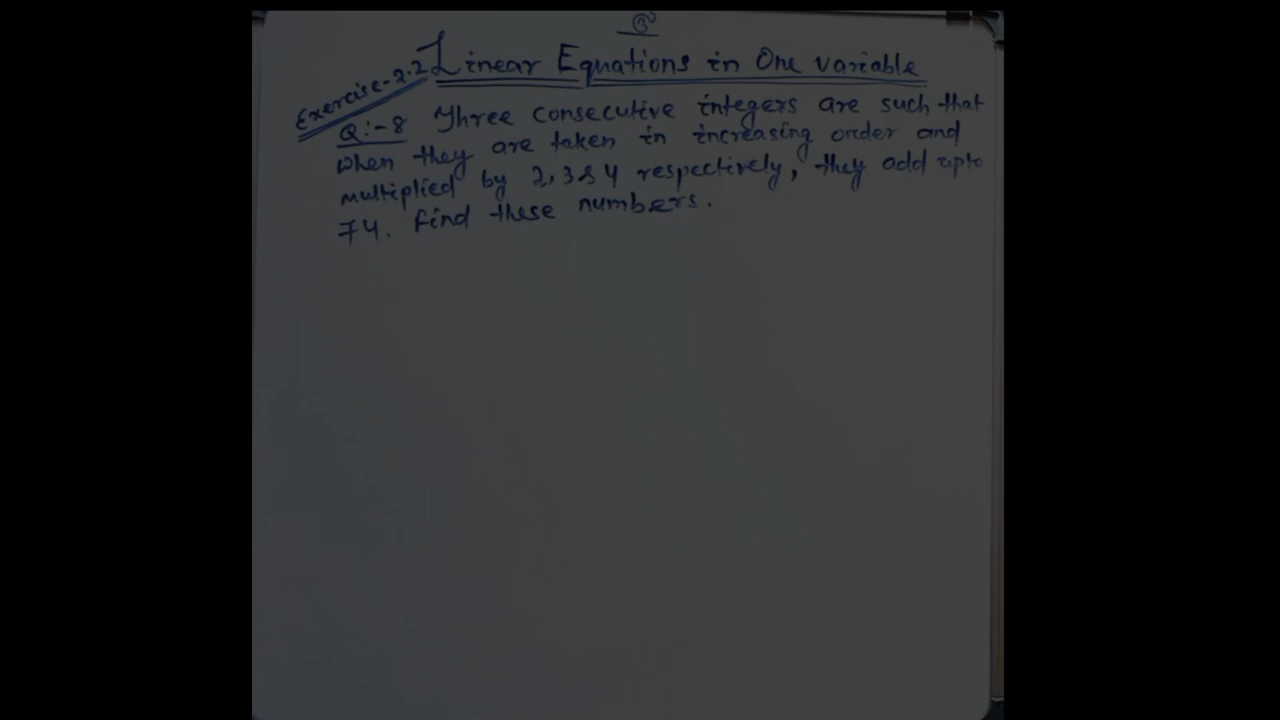 Linear Equations in One variable
Exercise-2.2
Q:-8 Three consecutive integers are such that
when they are taken in increasing order and
multiplied by 2, 3 & 4 respectively, they add upto
74. Find these numbers.